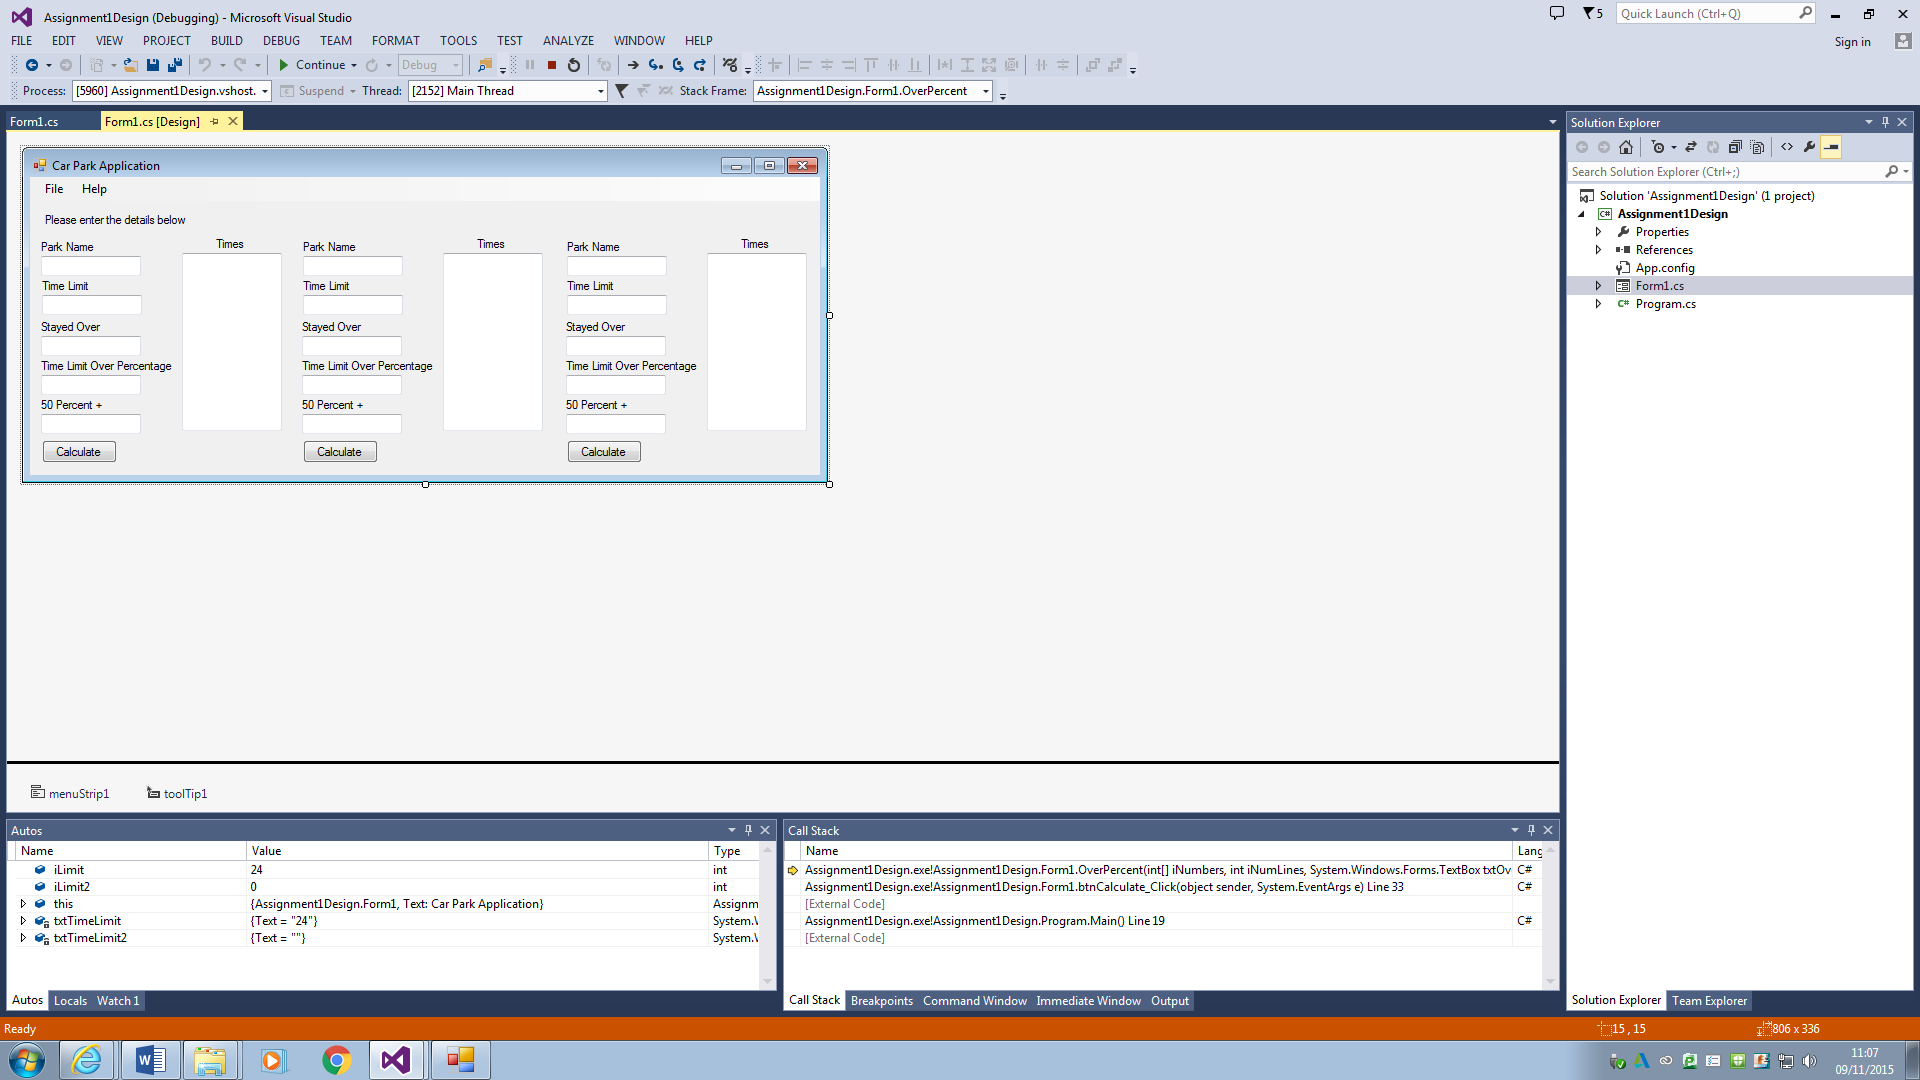 Assignment1Design (Debugging) - Microsoft Visual Studio
5
Quick Launch (Ctrl+Q)
FILE EDIT VIEW PROJECT BUILD DEBUG TEAM FORMAT TOOLS TEST ANALYZE WINDOW HELP
Sign in
Continue Debug
Process: [5960] Assignment1Design.vshost. Suspend Thread: [2152] Main Thread Stack Frame: Assignment1Design.Form1.OverPercent
Form1.cs Form1.cs [Design]
Car Park Application
File Help
Please enter the details below
Park Name Times Park Name Times Park Name Times
Time Limit Time Limit Time Limit
Stayed Over Stayed Over Stayed Over
Time Limit Over Percentage Time Limit Over Percentage Time Limit Over Percentage
50 Percent + 50 Percent + 50 Percent +
Calculate Calculate Calculate
menuStrip1 toolTip1
Solution Explorer
Search Solution Explorer (Ctrl+;)
Solution 'Assignment1Design' (1 project)
C# Assignment1Design
Properties
References
App.config
Form1.cs
C# Program.cs
Autos
Name Value Type
iLimit 24 int
iLimit2 0 int
this {Assignment1Design.Form1, Text: Car Park Application} Assignm
txtTimeLimit {Text = "24"} System.\
txtTimeLimit2 {Text = ""} System.\
Autos Locals Watch 1
Call Stack
Name Lang
Assignment1Design.exe!Assignment1Design.Form1.OverPercent(int[] iNumbers, int iNumLines, System.Windows.Forms.TextBox txtOv C#
Assignment1Design.exe!Assignment1Design.Form1.btnCalculate_Click(object sender, System.EventArgs e) Line 33 C#
[External Code]
Assignment1Design.exe!Assignment1Design.Program.Main() Line 19 C#
[External Code]
Call Stack Breakpoints Command Window Immediate Window Output
Solution Explorer Team Explorer
Ready
15 , 15
806 x 336
11:07
09/11/2015